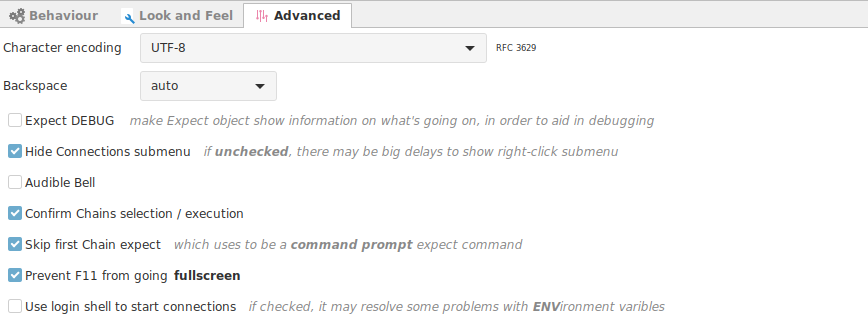 Behaviour Look and Feel Advanced
Character encoding UTF-8 RFC 3629
Backspace auto
Expect DEBUG make Expect object show information on what's going on, in order to aid in debugging
Hide Connections submenu if unchecked, there may be big delays to show right-click submenu
Audible Bell
Confirm Chains selection / execution
Skip first Chain expect which uses to be a command prompt expect command
Prevent F11 from going fullscreen
Use login shell to start connections if checked, it may resolve some problems with ENVironment varibles